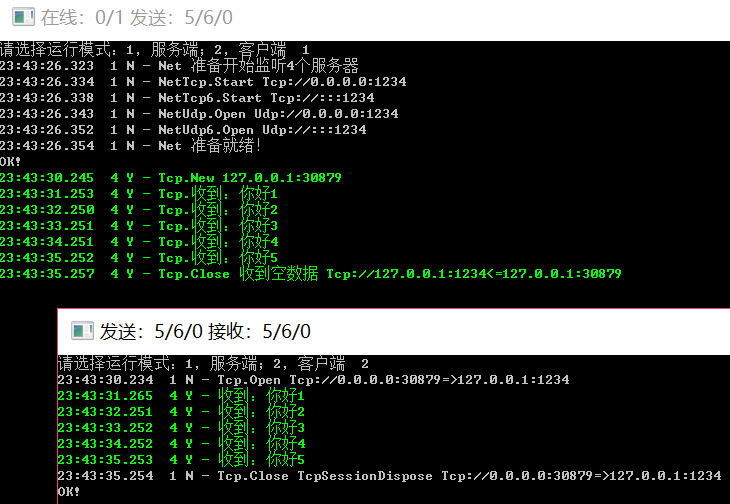 在线：0/1 发送：5/6/0
请选择运行模式：1，服务端；2，客户端  1
23:43:26.323  1 N - Net 准备开始监听4个服务器
23:43:26.334  1 N - NetTcp.Start Tcp://0.0.0.0:1234
23:43:26.338  1 N - NetTcp6.Start Tcp://:::1234
23:43:26.343  1 N - NetUdp.Open Udp://0.0.0.0:1234
23:43:26.352  1 N - NetUdp6.Open Udp://:::1234
23:43:26.354  1 N - Net 准备就绪！
OK!
23:43:30.245  4 Y - Tcp.New 127.0.0.1:30879
23:43:31.253  4 Y - Tcp.收到：你好1
23:43:32.250  4 Y - Tcp.收到：你好2
23:43:33.251  4 Y - Tcp.收到：你好3
23:43:34.251  4 Y - Tcp.收到：你好4
23:43:35.252  4 Y - Tcp.收到：你好5
23:43:35.257  4 Y - Tcp.Close 收到空数据 Tcp://127.0.0.1:1234<=127.0.0.1:30879
发送：5/6/0 接收：5/6/0
请选择运行模式：1，服务端；2，客户端  2
23:43:30.234  1 N - Tcp.Open Tcp://0.0.0.0:30879=>127.0.0.1:1234
23:43:31.265  4 Y - 收到：你好1
23:43:32.251  4 Y - 收到：你好2
23:43:33.252  4 Y - 收到：你好3
23:43:34.252  4 Y - 收到：你好4
23:43:35.253  4 Y - 收到：你好5
23:43:35.254  1 N - Tcp.Close TcpSessionDispose Tcp://0.0.0.0:30879=>127.0.0.1:1234
OK!